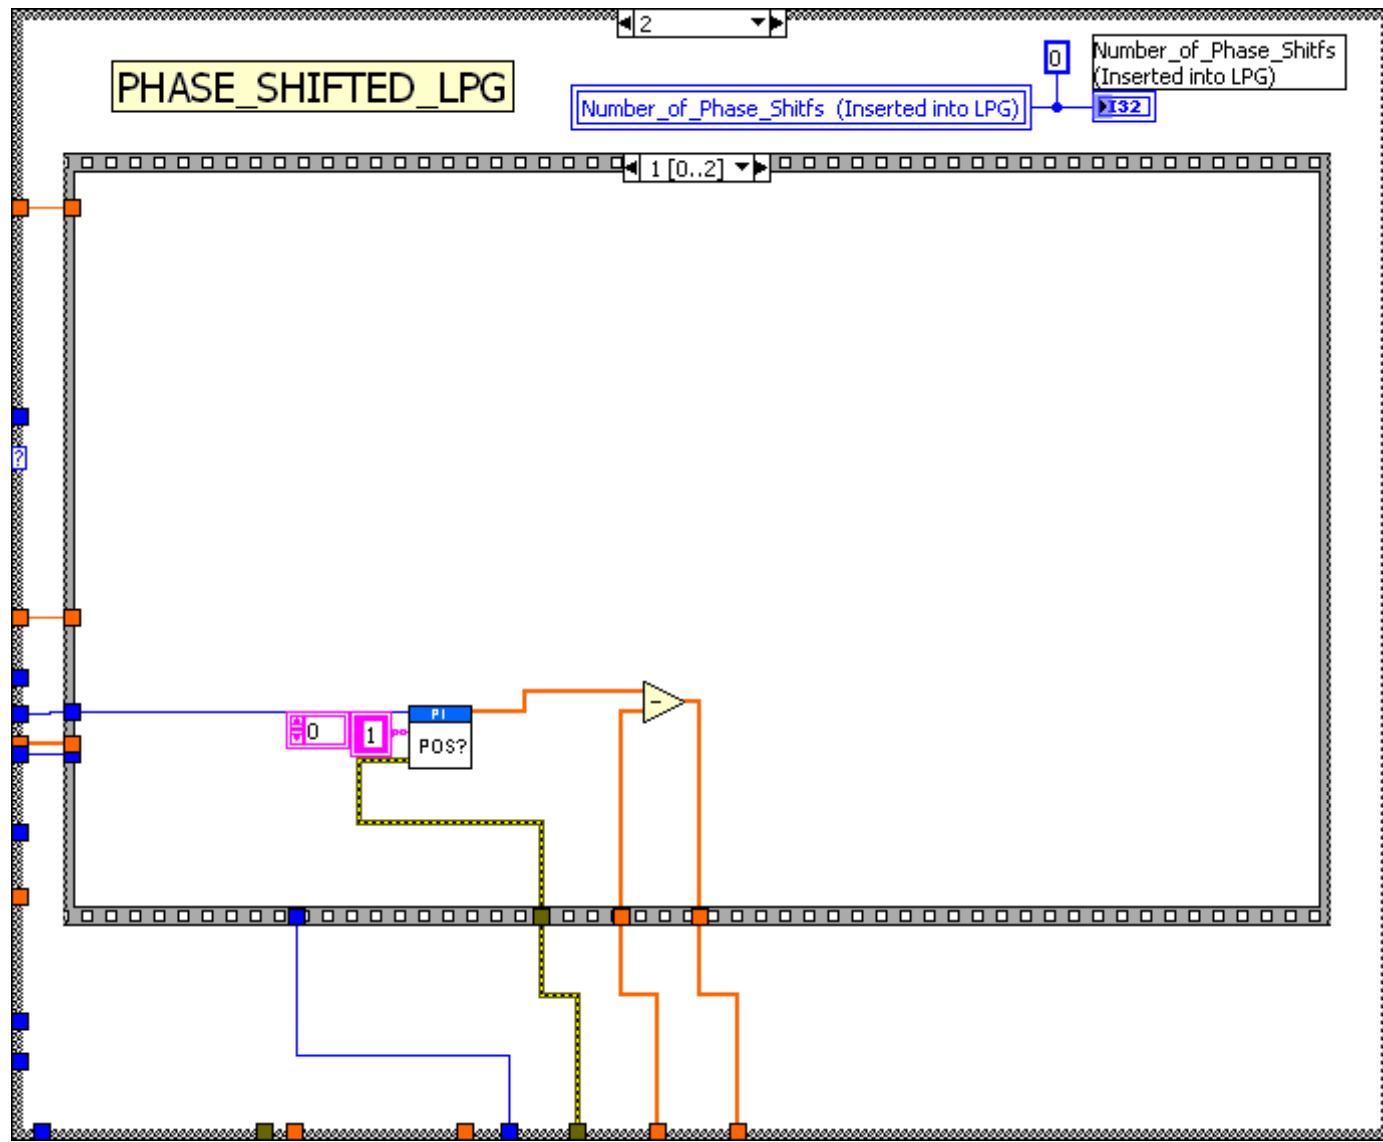 2
PHASE_SHIFTED_LPG
0
Number_of_Phase_Shitfs
(Inserted into LPG)
Number_of_Phase_Shitfs (Inserted into LPG)
I32
1 [0..2]
?
0
1
PI
POS?
-